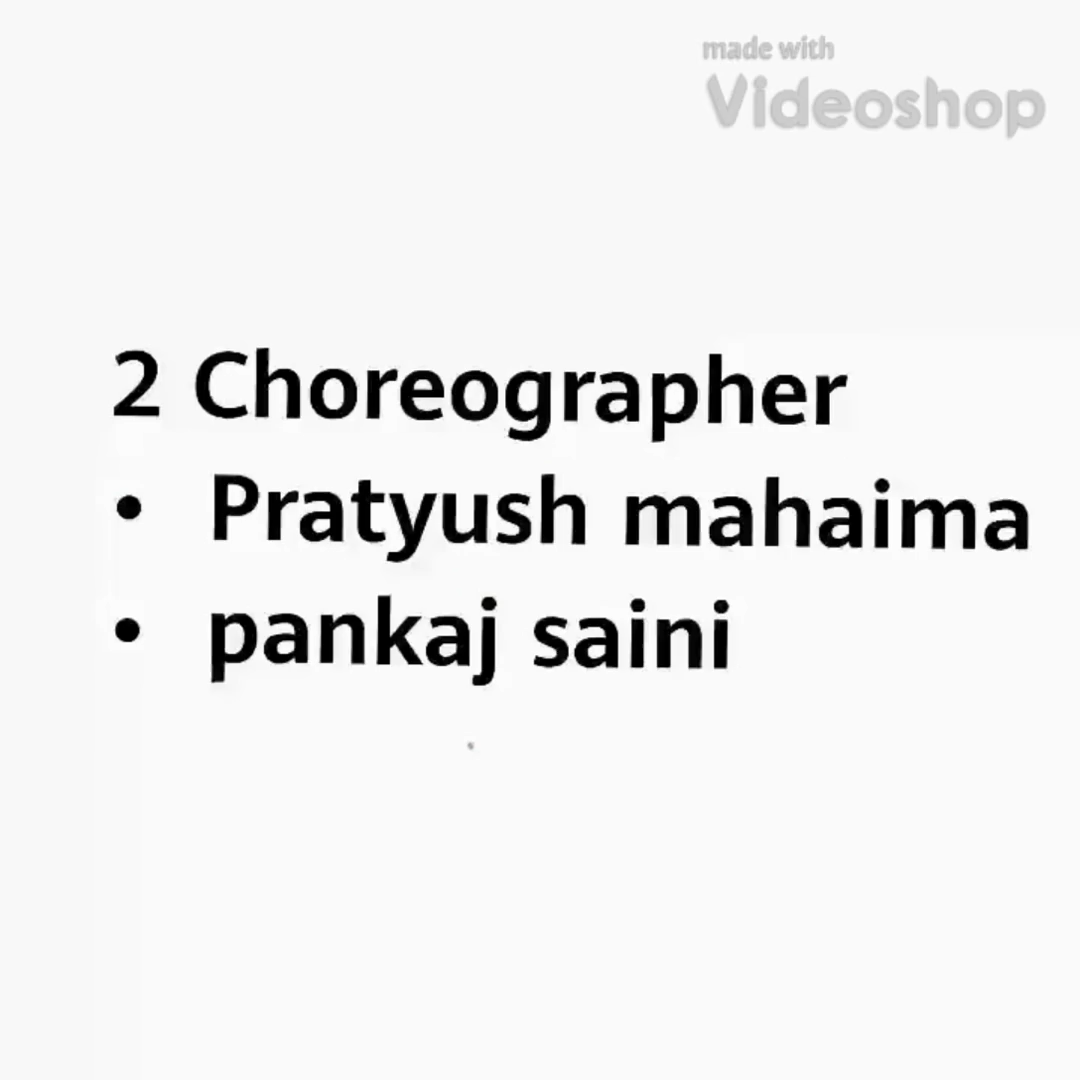 made with
Videoshop
2 Choreographer
• Pratyush mahaima
• pankaj saini